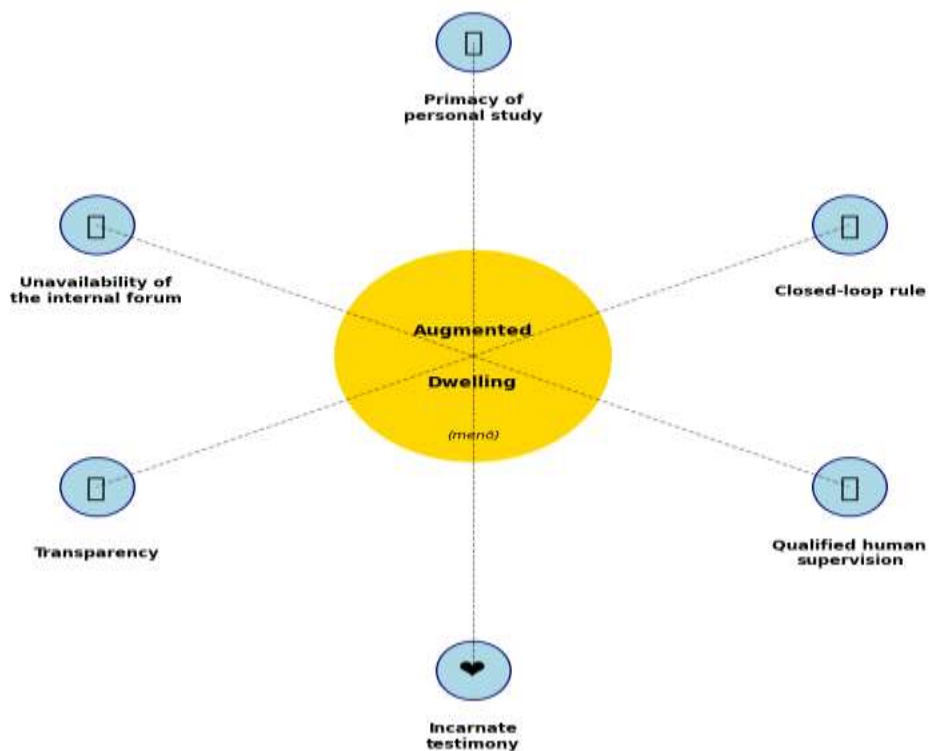 Primacy of
personal study
Unavailability of
the internal forum
Closed-loop rule
Augmented
Dwelling
(menō)
Transparency
Qualified human
supervision
Incarnate
testimony